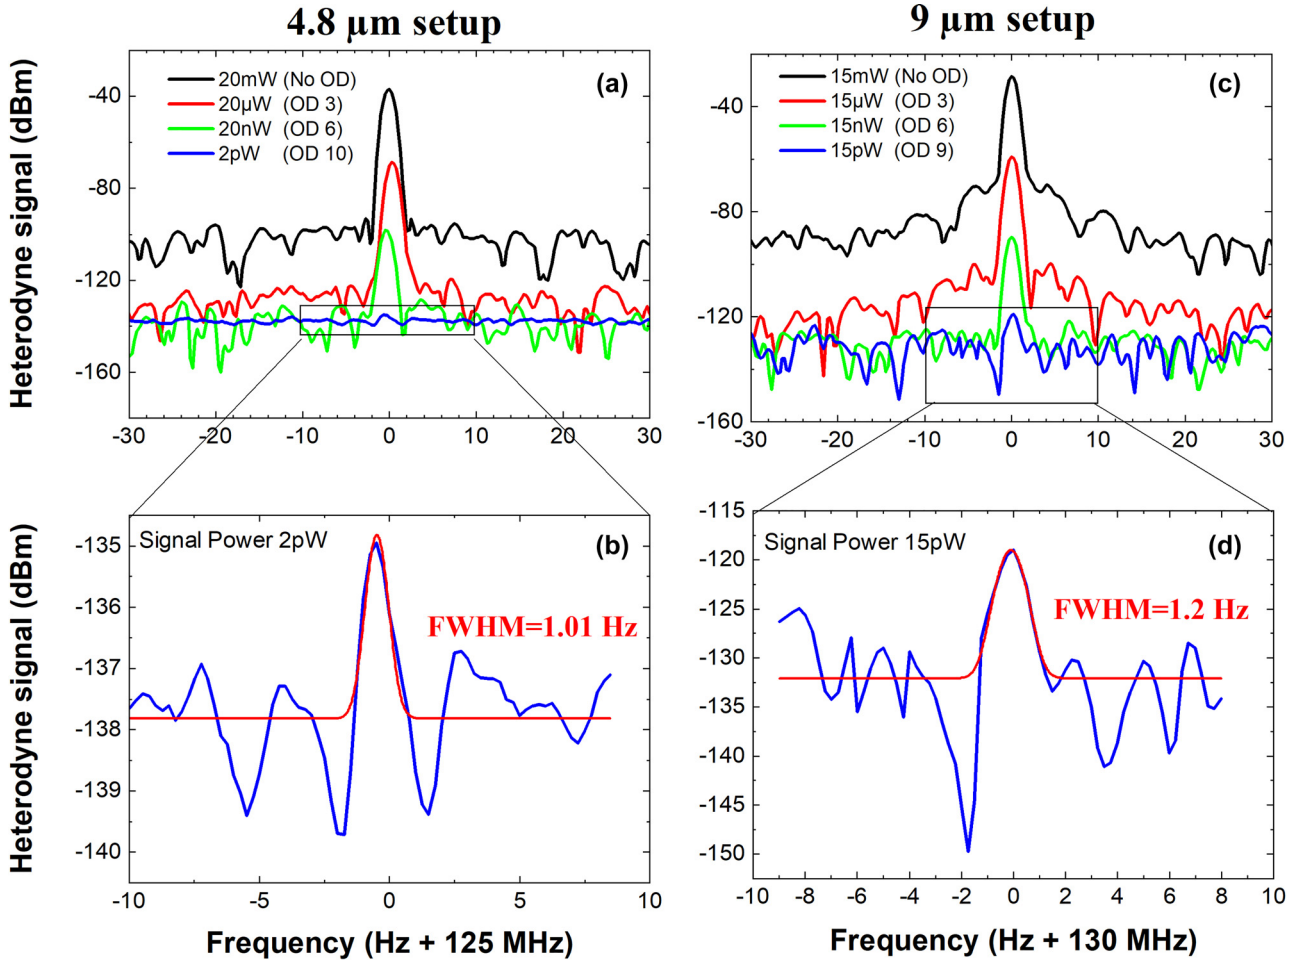 4.8 µm setup
9 µm setup
Heterodyne signal (dBm)
20mW (No OD)
20µW (OD 3)
20nW (OD 6)
2pW (OD 10)
(a)
-40
-80
-120
-160
-30 -20 -10 0 10 20 30
15mW (No OD)
15µW (OD 3)
15nW (OD 6)
15pW (OD 9)
(c)
-40
-80
-120
-160
-30 -20 -10 0 10 20 30
Heterodyne signal (dBm)
Signal Power 2pW
(b)
FWHM=1.01 Hz
-135
-136
-137
-138
-139
-140
-10 -5 0 5 10
Frequency (Hz + 125 MHz)
Signal Power 15pW
(d)
FWHM=1.2 Hz
-115
-120
-125
-130
-135
-140
-145
-150
-10 -8 -6 -4 -2 0 2 4 6 8 10
Frequency (Hz + 130 MHz)